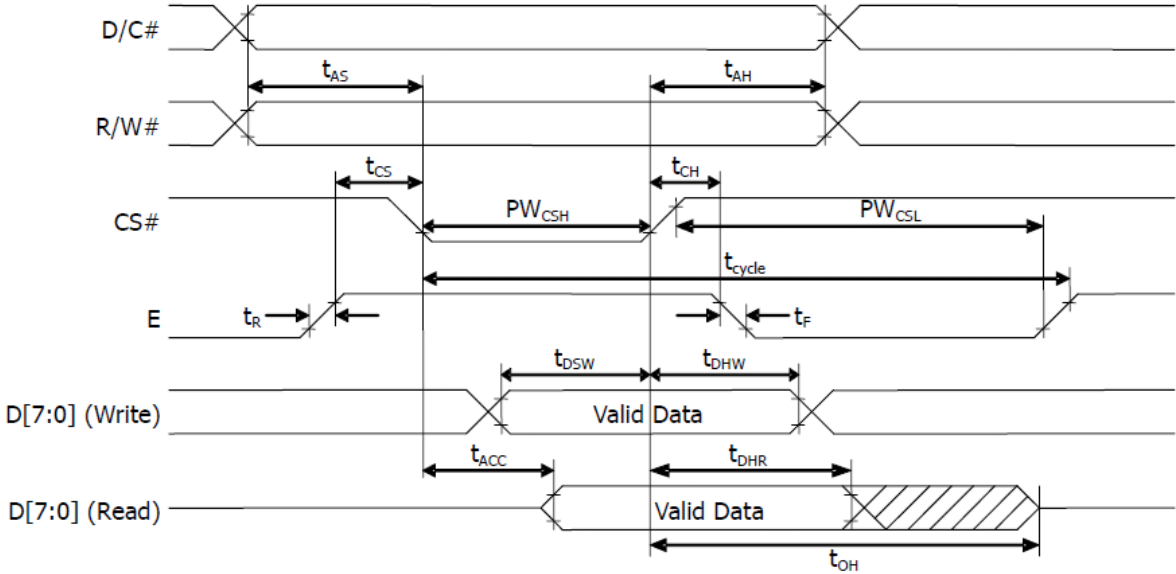 D/C#
tAS
tAH
R/W#
tCS
tCH
CS#
PWCSH
PWCSL
tcycle
E
tR
tF
tDSW
tDHW
D[7:0] (Write)
Valid Data
tACC
tDHR
D[7:0] (Read)
Valid Data
tOH